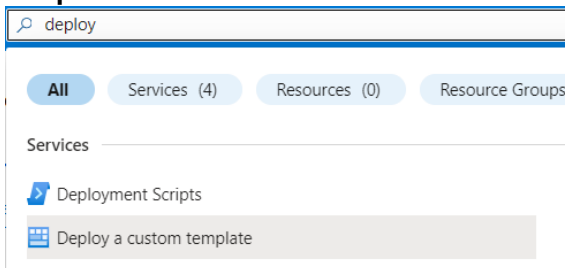 deploy
All Services (4) Resources (0) Resource Groups
Services
Deployment Scripts
Deploy a custom template